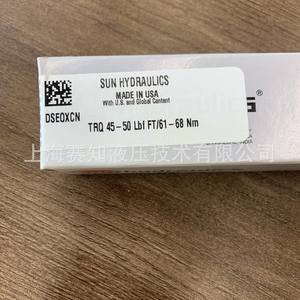 SUN HYDRAULICS
MADE IN USA
With U.S. and Global Content
DSEOXCN
TRQ 45-50 Lbf FT/61-68 Nm
上海赛知液压技术有限公司